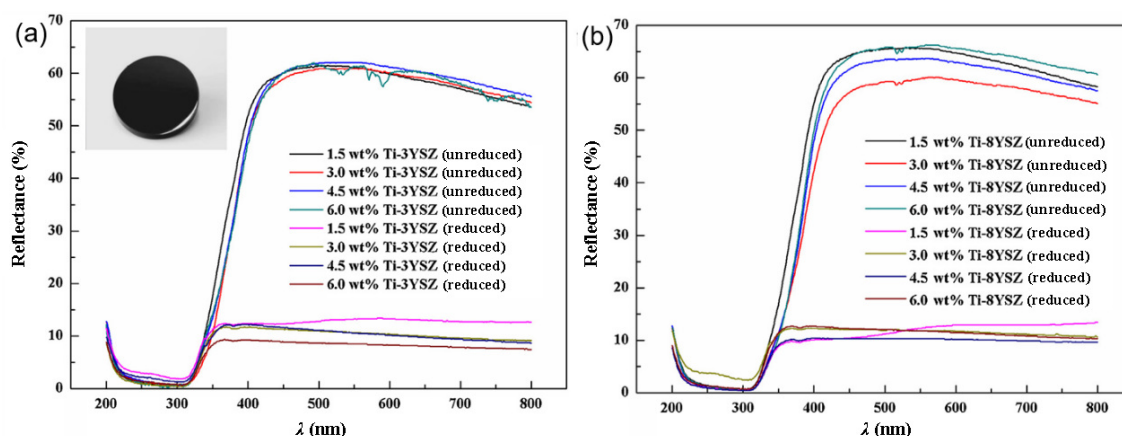 (a)
70
60
50
40
30
20
10
0
Reflectance (%)
200 300 400 500 600 700 800
λ (nm)
1.5 wt% Ti-3YSZ (unreduced)
3.0 wt% Ti-3YSZ (unreduced)
4.5 wt% Ti-3YSZ (unreduced)
6.0 wt% Ti-3YSZ (unreduced)
1.5 wt% Ti-3YSZ (reduced)
3.0 wt% Ti-3YSZ (reduced)
4.5 wt% Ti-3YSZ (reduced)
6.0 wt% Ti-3YSZ (reduced)
(b)
70
60
50
40
30
20
10
0
Reflectance (%)
200 300 400 500 600 700 800
λ (nm)
1.5 wt% Ti-8YSZ (unreduced)
3.0 wt% Ti-8YSZ (unreduced)
4.5 wt% Ti-8YSZ (unreduced)
6.0 wt% Ti-8YSZ (unreduced)
1.5 wt% Ti-8YSZ (reduced)
3.0 wt% Ti-8YSZ (reduced)
4.5 wt% Ti-8YSZ (reduced)
6.0 wt% Ti-8YSZ (reduced)